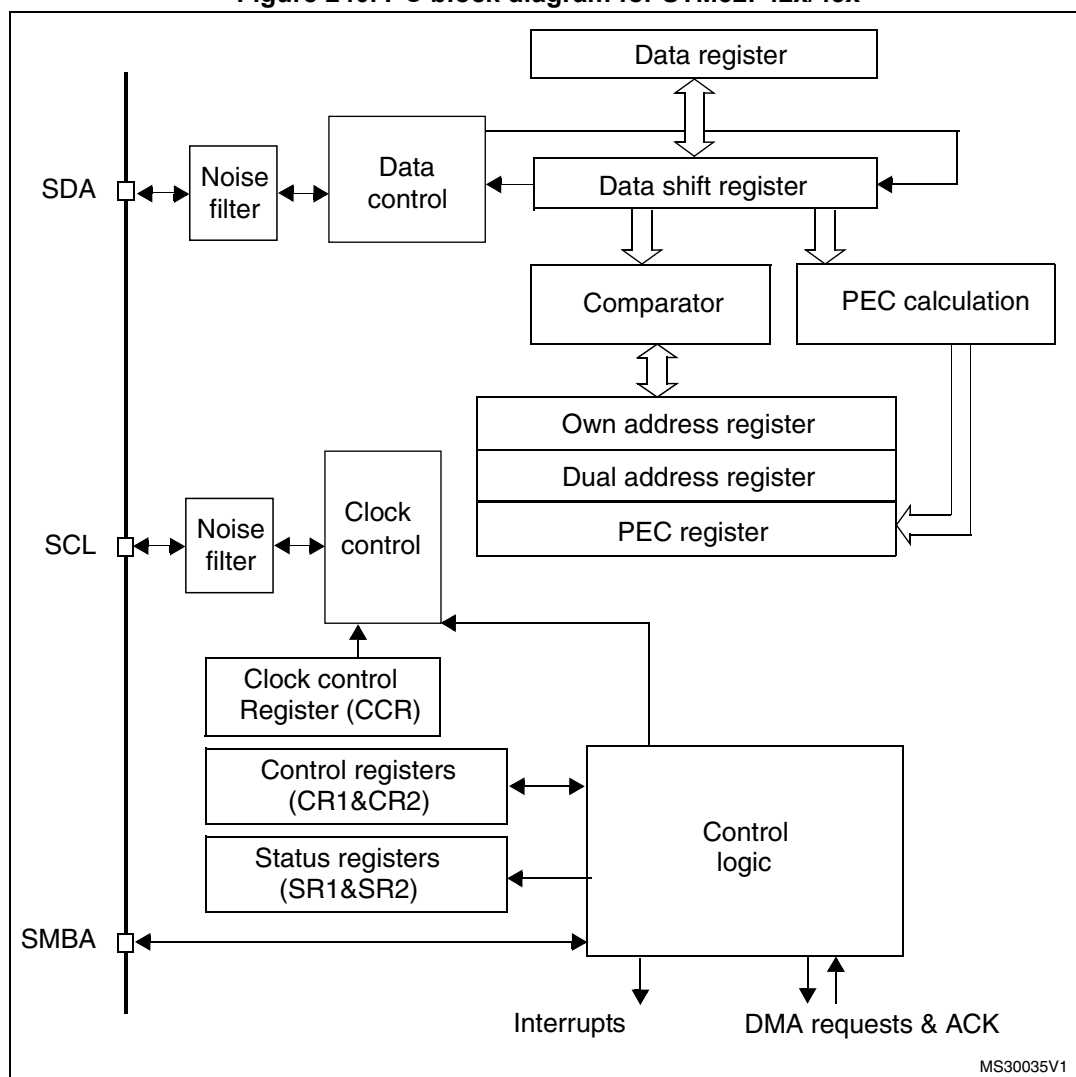 Data register
Data
control
Noise
filter
SDA
Data shift register
Comparator
PEC calculation
Own address register
Dual address register
PEC register
Clock
control
Noise
filter
SCL
Clock control
Register (CCR)
Control registers
(CR1&CR2)
Control
logic
Status registers
(SR1&SR2)
SMBA
Interrupts
DMA requests & ACK
MS30035V1